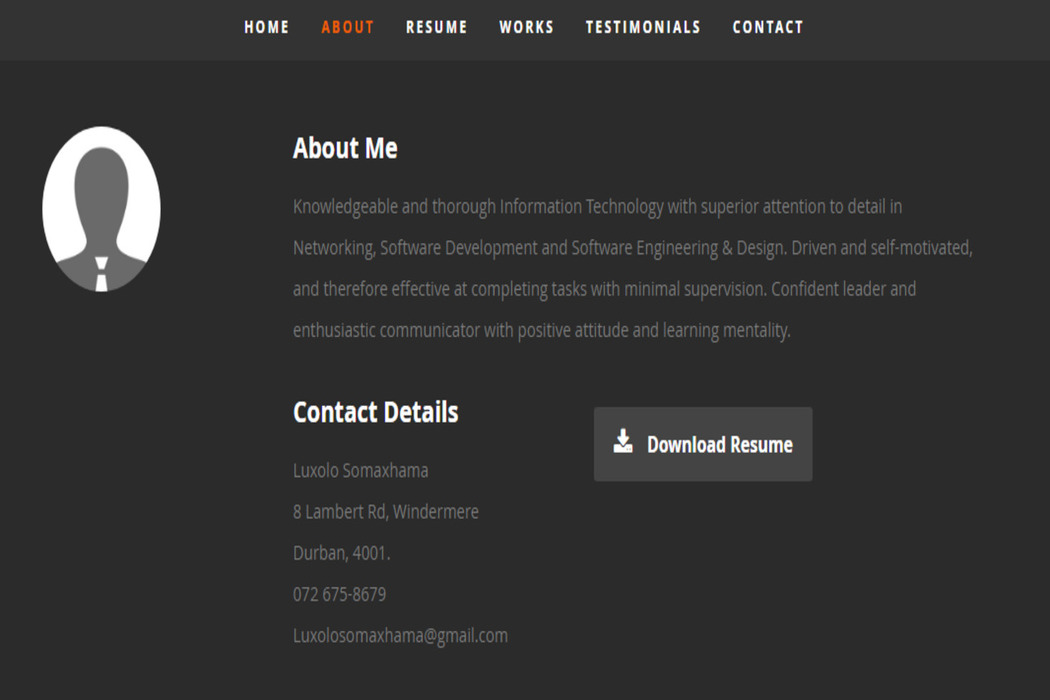 HOME ABOUT RESUME WORKS TESTIMONIALS CONTACT
About Me
Knowledgeable and thorough Information Technology with superior attention to detail in
Networking, Software Development and Software Engineering & Design. Driven and self-motivated,
and therefore effective at completing tasks with minimal supervision. Confident leader and
enthusiastic communicator with positive attitude and learning mentality.
Contact Details
Download Resume
Luxolo Somaxhama
8 Lambert Rd, Windermere
Durban, 4001.
072 675-8679
Luxolosomaxhama@gmail.com